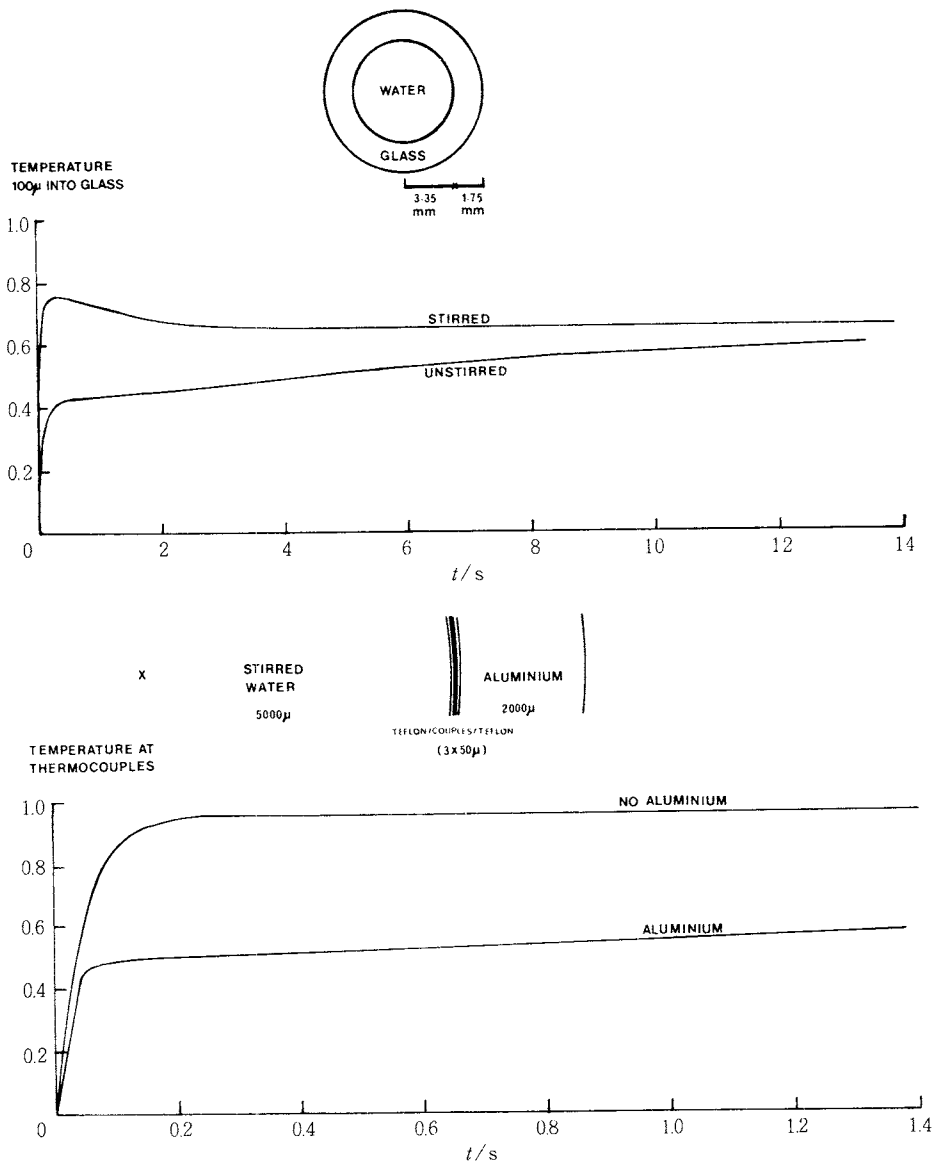 WATER
GLASS
3·35
mm
1·75
mm
TEMPERATURE
100μ INTO GLASS
1.0
0.8
0.6
0.4
0.2
0
STIRRED
UNSTIRRED
2
4
6
8
10
12
14
t/s
x
STIRRED
WATER
5000μ
ALUMINIUM
2000μ
TEFLON/COUPLES/TEFLON
(3×50μ)
TEMPERATURE AT
THERMOCOUPLES
1.0
0.8
0.6
0.4
0.2
0
NO ALUMINIUM
ALUMINIUM
0.2
0.4
0.6
0.8
1.0
1.2
1.4
t/s